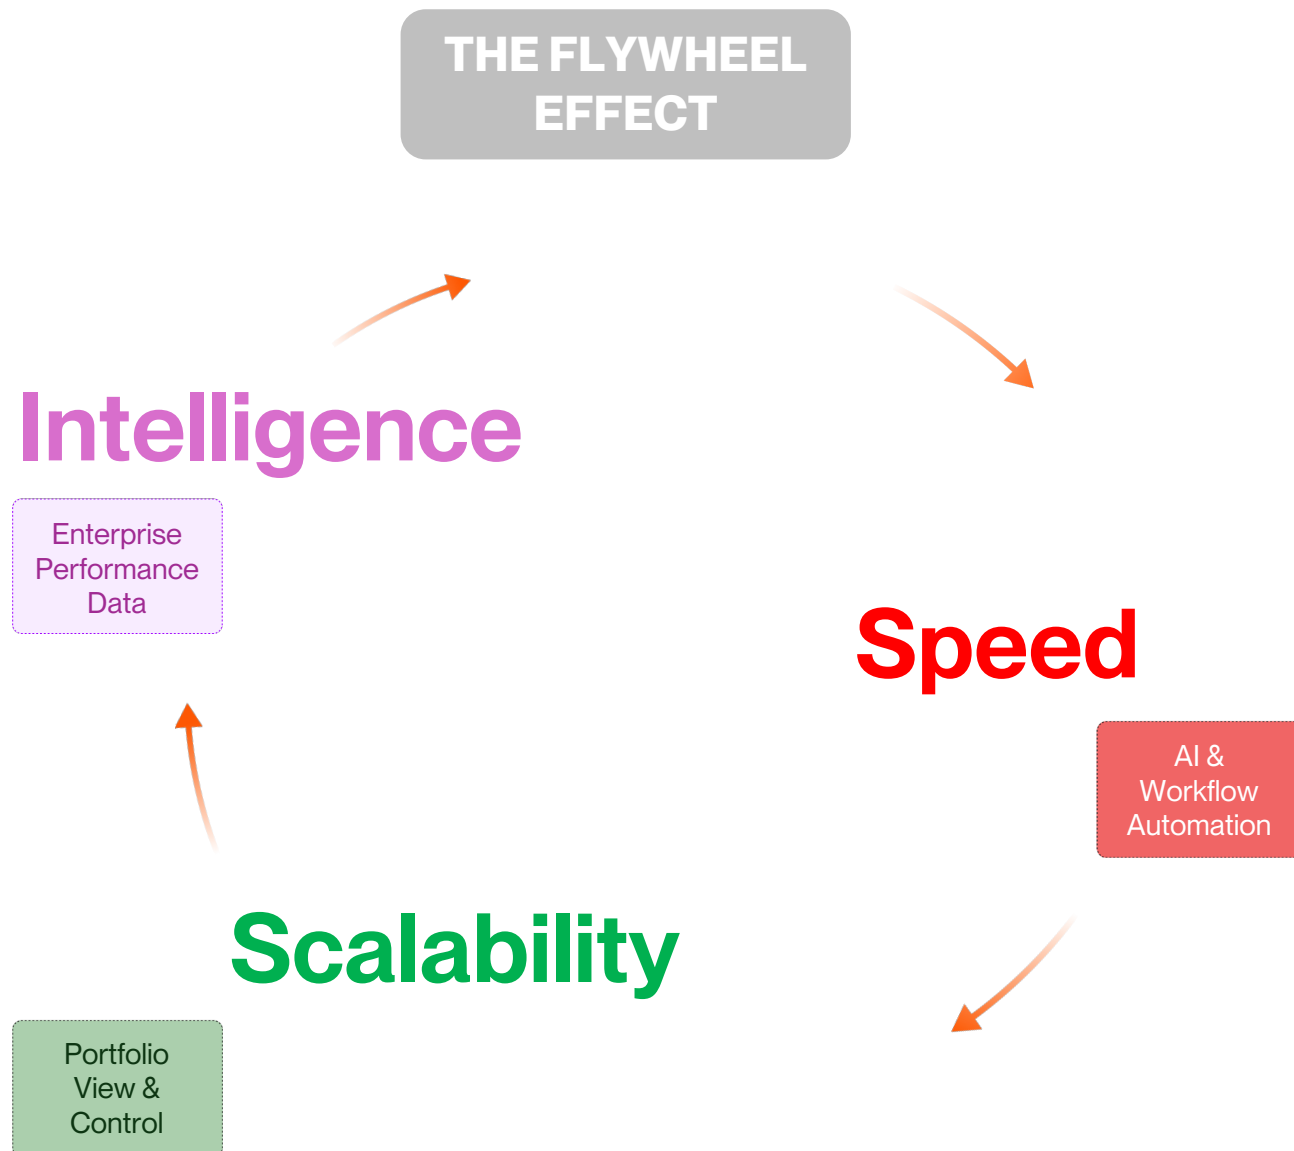 THE FLYWHEEL
EFFECT
Intelligence
Enterprise
Performance
Data
Speed
AI &
Workflow
Automation
Scalability
Portfolio
View &
Control